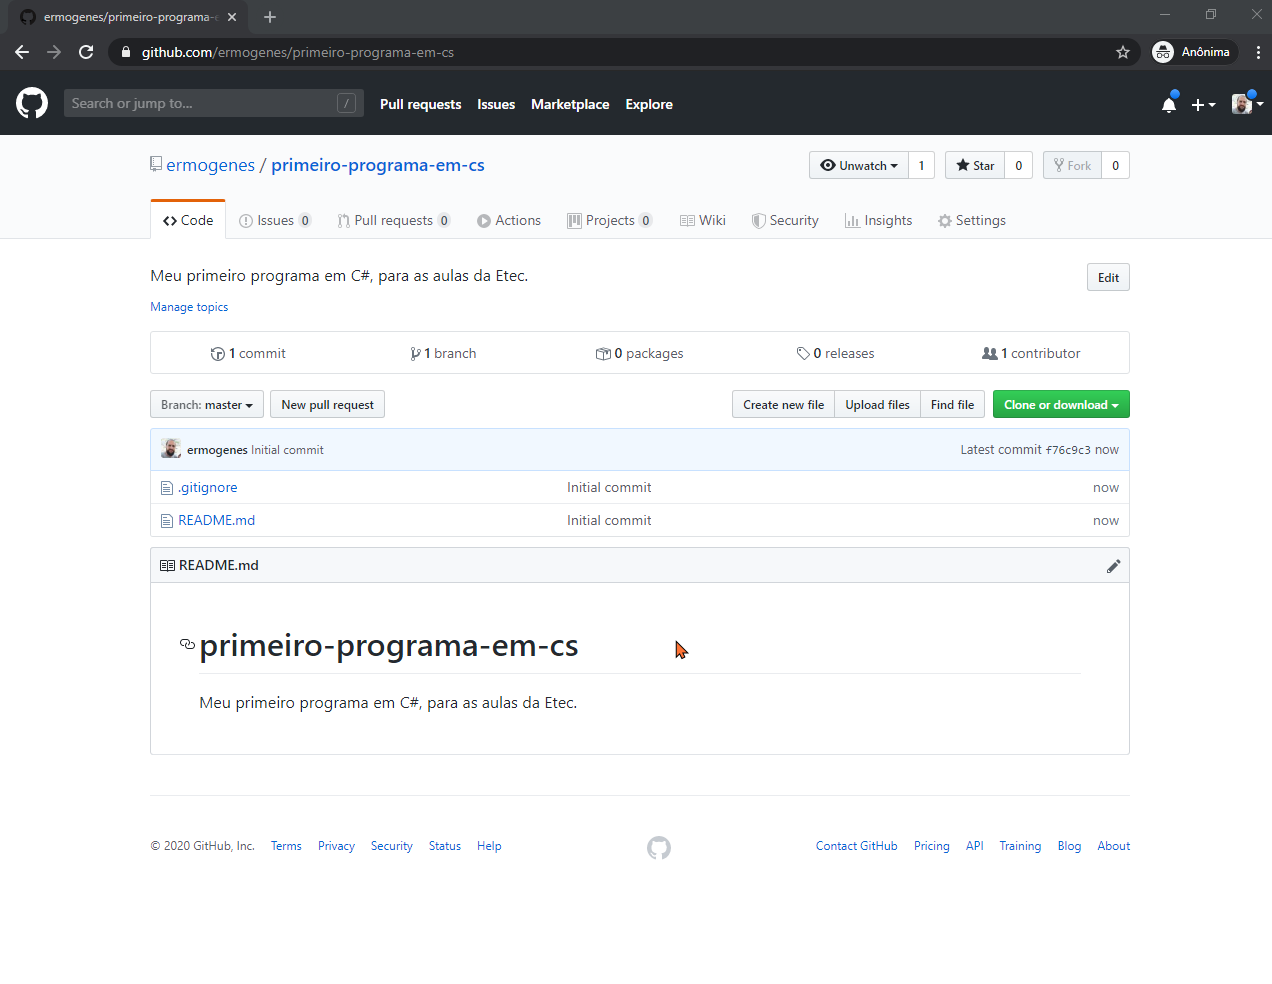 ermogenes/primeiro-programa-e
github.com/ermogenes/primeiro-programa-em-cs
Anônima
Search or jump to...
/
Pull requests
Issues
Marketplace
Explore
ermogenes / primeiro-programa-em-cs
Unwatch 1
Star 0
Fork 0
Code
Issues 0
Pull requests 0
Actions
Projects 0
Wiki
Security
Insights
Settings
Meu primeiro programa em C#, para as aulas da Etec.
Edit
Manage topics
1 commit
1 branch
0 packages
0 releases
1 contributor
Branch: master
New pull request
Create new file
Upload files
Find file
Clone or download
ermogenes Initial commit
Latest commit f76c9c3 now
.gitignore Initial commit now
README.md Initial commit now
README.md
primeiro-programa-em-cs
Meu primeiro programa em C#, para as aulas da Etec.
© 2020 GitHub, Inc.
Terms
Privacy
Security
Status
Help
Contact GitHub
Pricing
API
Training
Blog
About